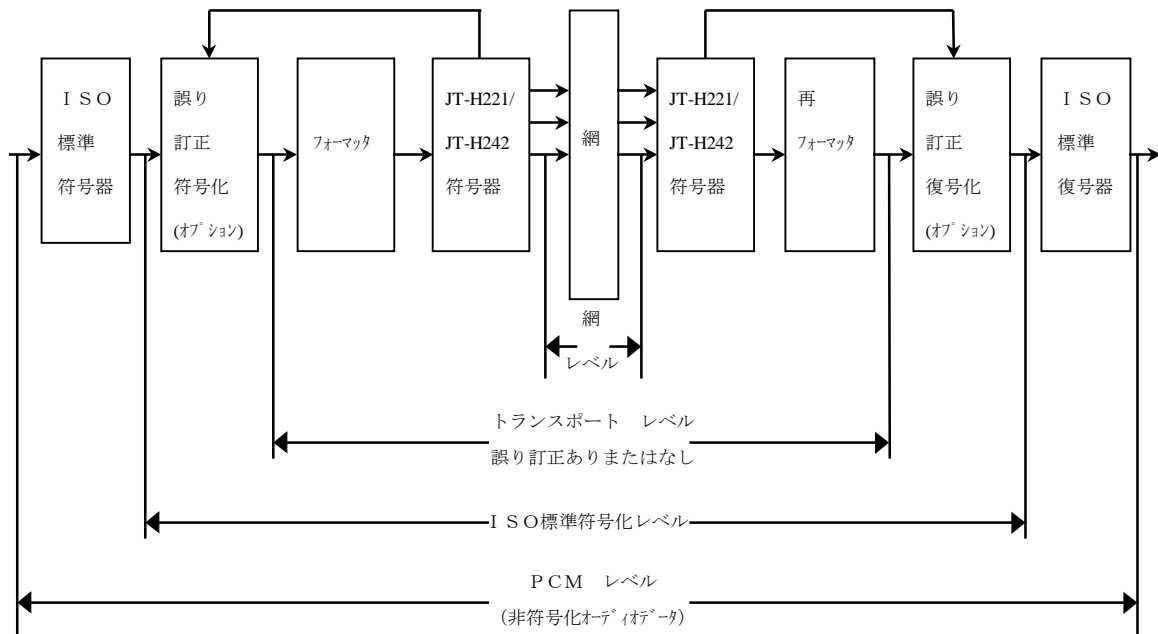 ＩＳＯ
標準
符号器
誤り
訂正
符号化
(ｵﾌﾟｼｮﾝ)
ﾌｫｰﾏｯﾀ
JT-H221/
JT-H242
符号器
網
JT-H221/
JT-H242
符号器
再
ﾌｫｰﾏｯﾀ
誤り
訂正
復号化
(ｵﾌﾟｼｮﾝ)
ＩＳＯ
標準
復号器
網
レベル
トランスポート　レベル
誤り訂正ありまたはなし
ＩＳＯ標準符号化レベル
ＰＣＭ　レベル
(非符号化ｵｰﾃﾞｨｵﾃﾞｰﾀ)